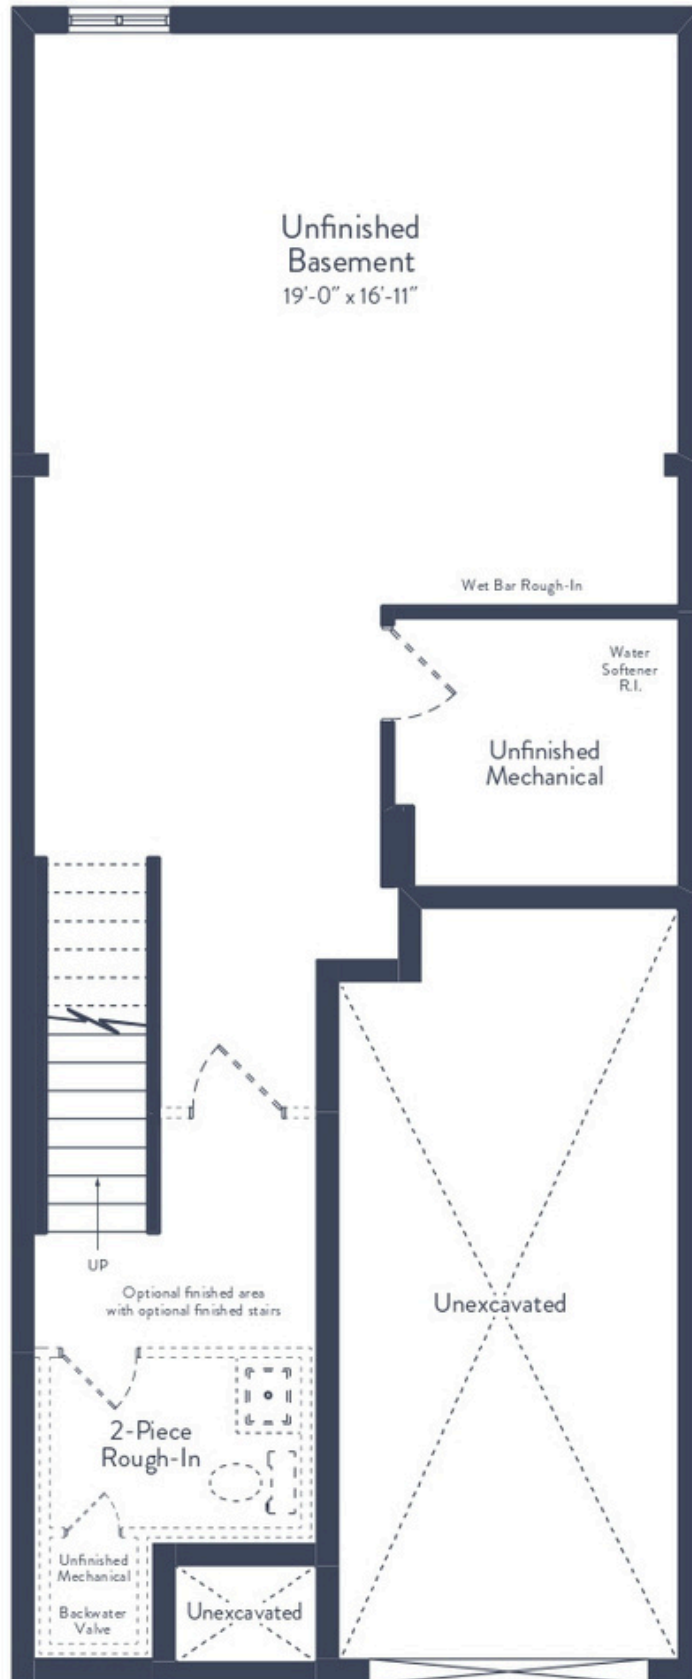 Unfinished
Basement
19'-0" x 16'-11"
Wet Bar Rough-In
Water
Softener
R.I.
Unfinished
Mechanical
UP
Optional finished area
with optional finished stairs
Unexcavated
2-Piece
Rough-In
Unfinished
Mechanical
Backwater
Valve
Unexcavated